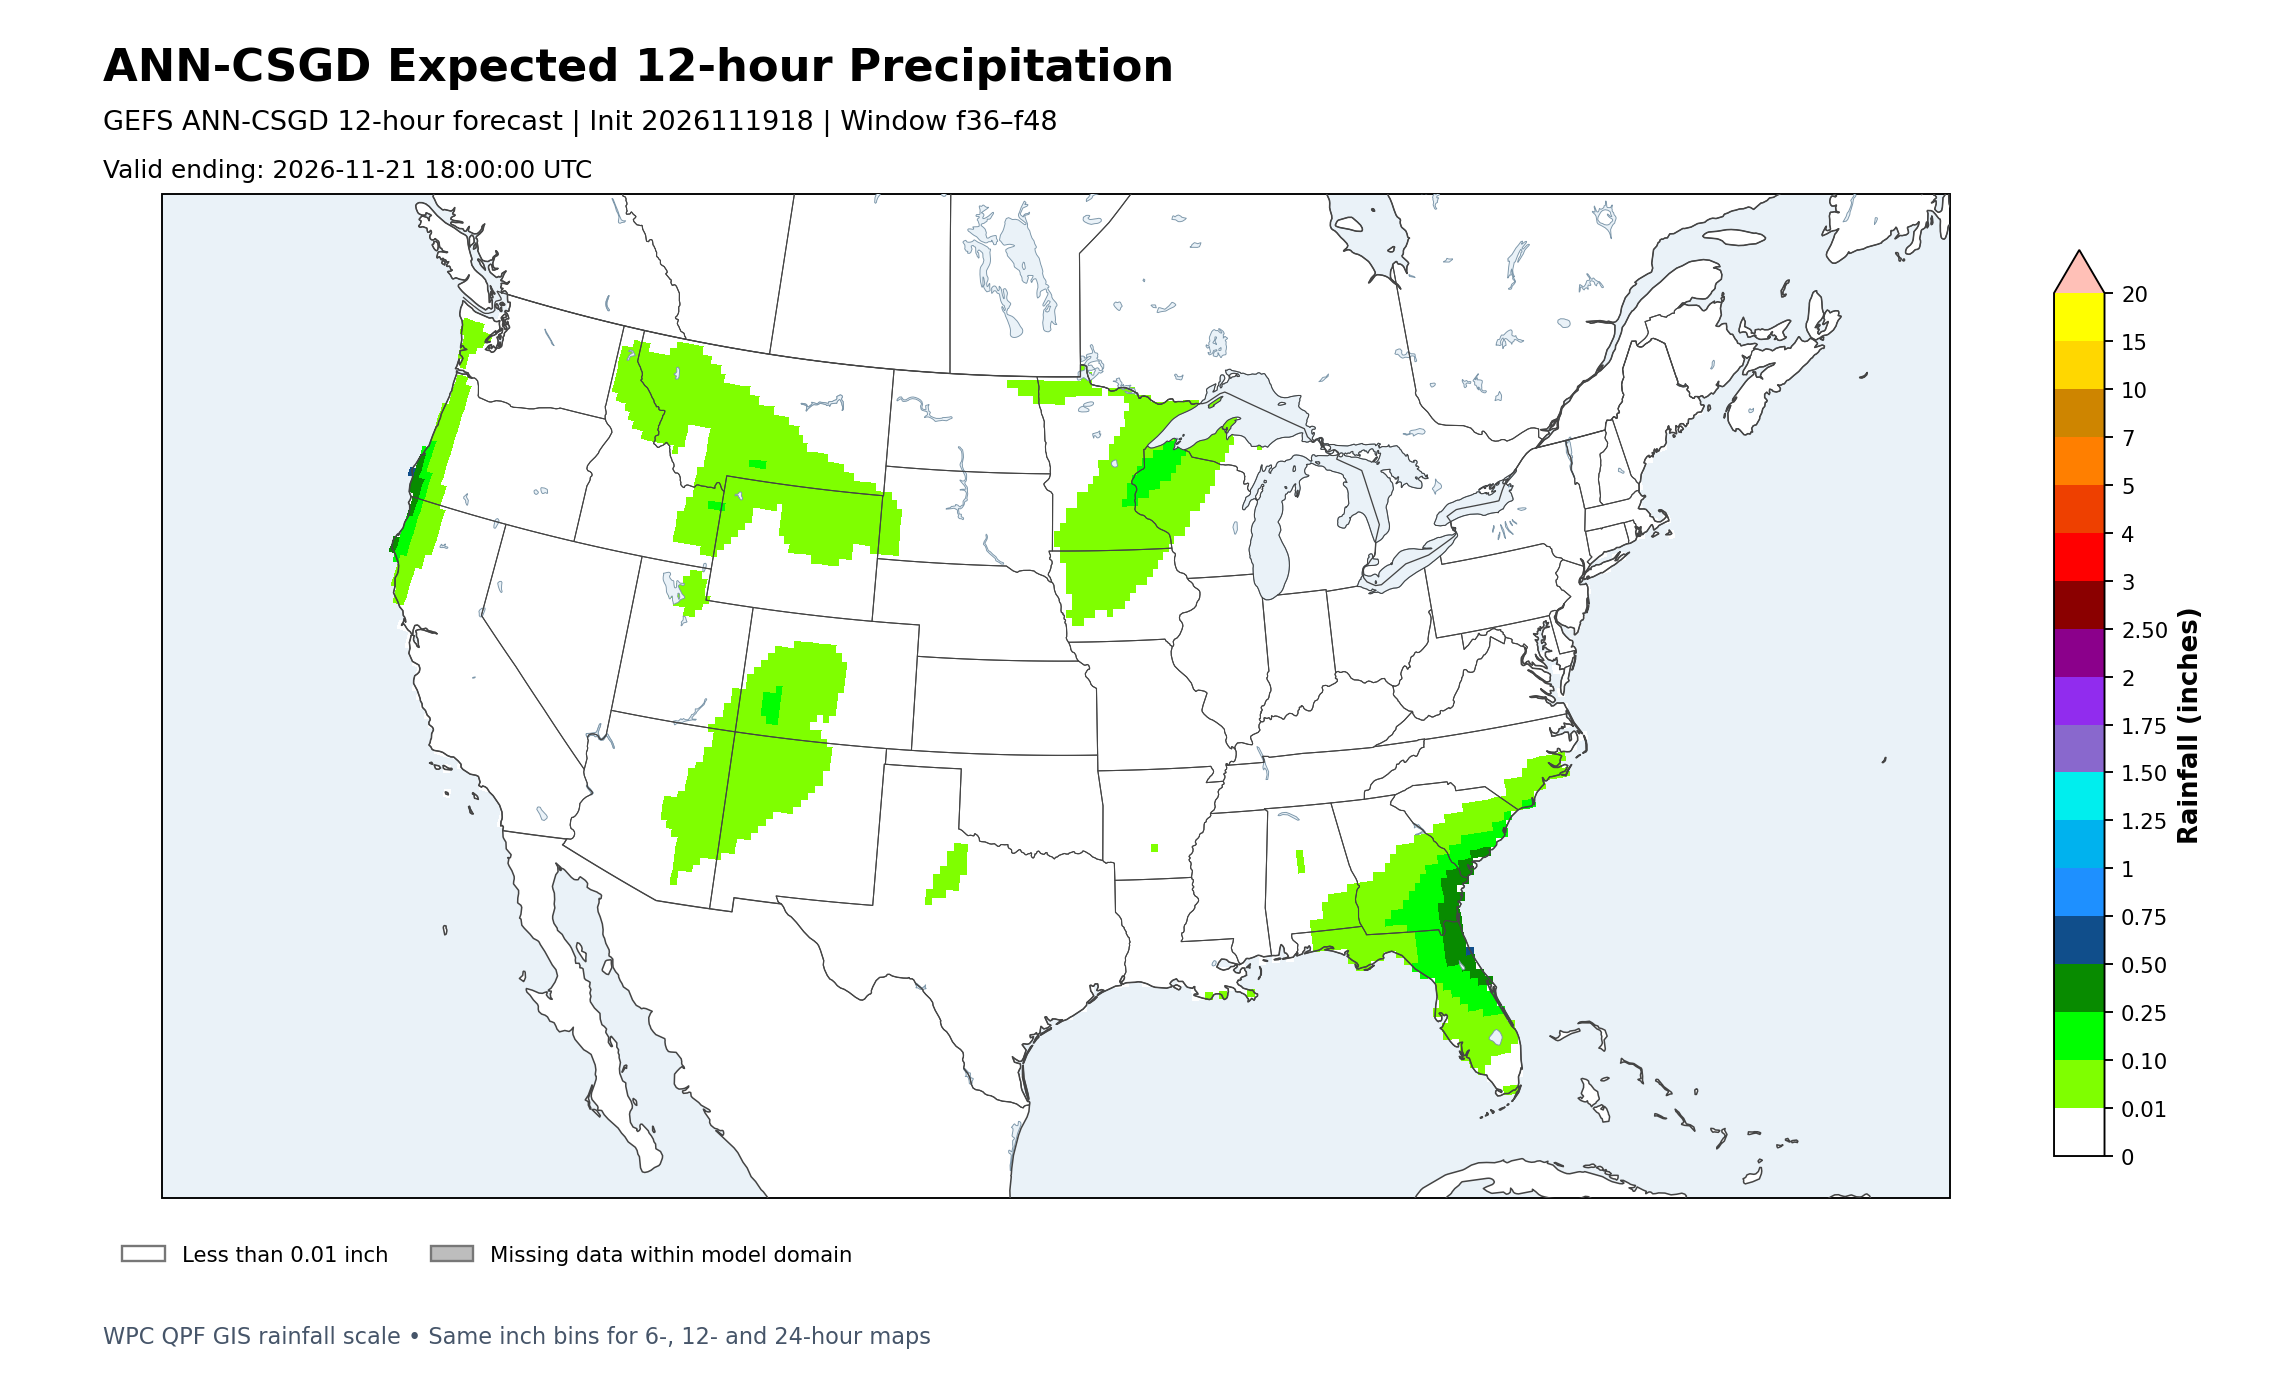 ANN-CSGD Expected 12-hour Precipitation
GEFS ANN-CSGD 12-hour forecast | Init 2026111918 | Window f36–f48
Valid ending: 2026-11-21 18:00:00 UTC
20
15
10
7
5
4
3
2.50
2
1.75
1.50
1.25
1
0.75
0.50
0.25
0.10
0.01
0
Rainfall (inches)
Less than 0.01 inch
Missing data within model domain
WPC QPF GIS rainfall scale • Same inch bins for 6-, 12- and 24-hour maps